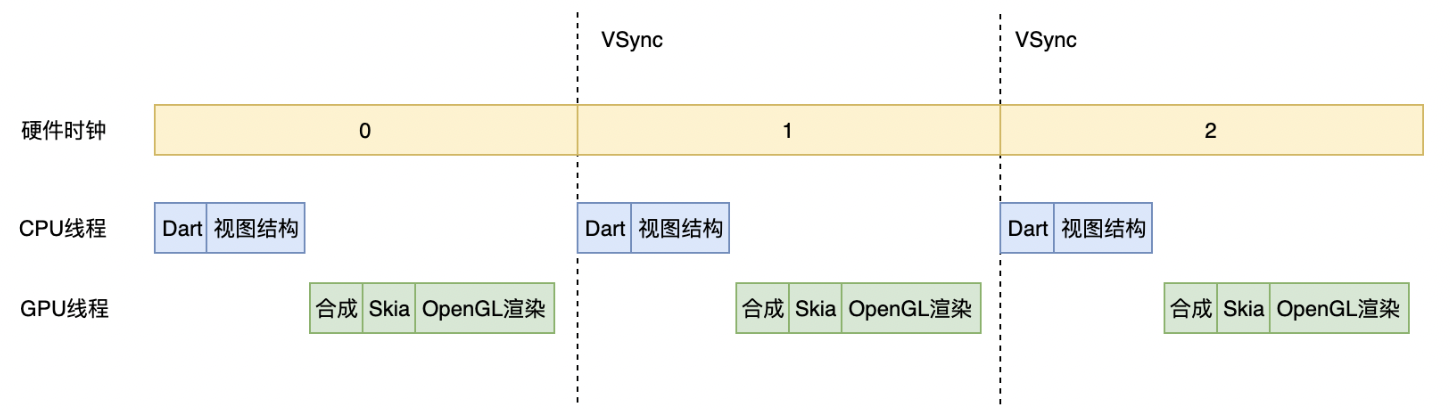 VSync
VSync
硬件时钟
0
1
2
CPU线程
Dart
视图结构
Dart
视图结构
Dart
视图结构
GPU线程
合成
Skia
OpenGL渲染
合成
Skia
OpenGL渲染
合成
Skia
OpenGL渲染